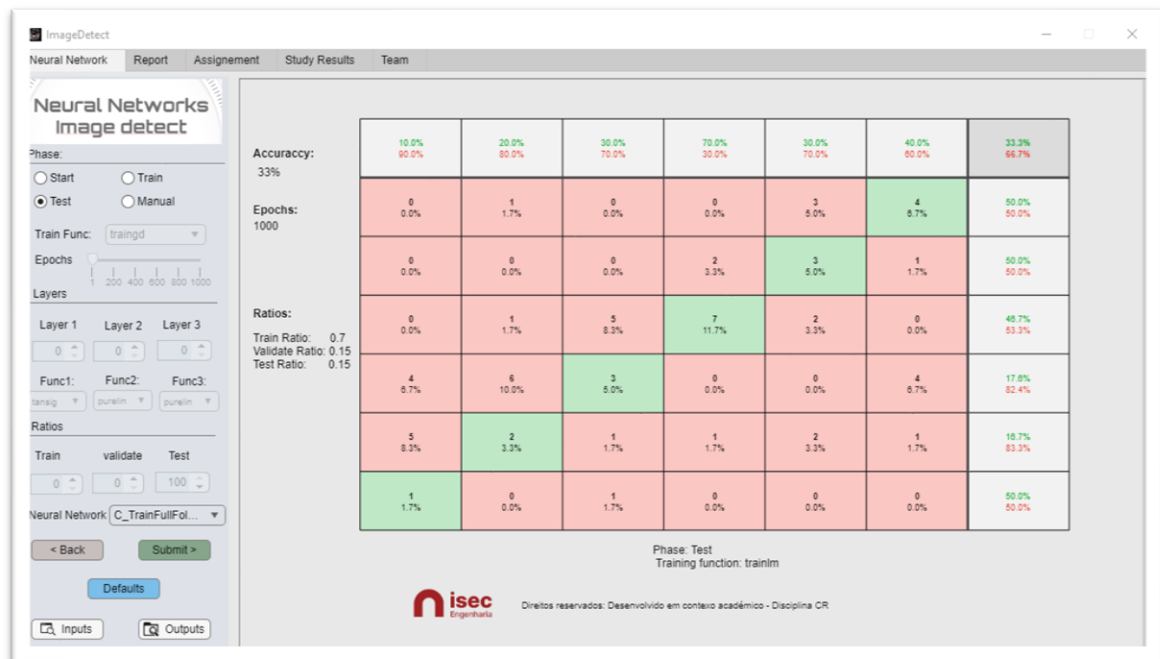 ImageDetect
Neural Network Report Assignement Study Results Team
Neural Networks
Image detect
Phase:
Start Train
Test Manual
Train Func: traingd
Epochs
1 200 400 600 800 1000
Layers
Layer 1 Layer 2 Layer 3
0 0 0
Func1: Func2: Func3:
tansig purelin purelin
Ratios
Train validate Test
0 0 100
Neural Network C_TrainFullFol...
< Back Submit >
Defaults
Inputs Outputs
Accuraccy:
33%
Epochs:
1000
Ratios:
Train Ratio: 0.7
Validate Ratio: 0.15
Test Ratio: 0.15
10.0% 20.0% 30.0% 70.0% 30.0% 40.0% 33.3%
90.0% 80.0% 70.0% 30.0% 70.0% 60.0% 66.7%
0 1 0 0 3 4 50.0%
0.0% 1.7% 0.0% 0.0% 5.0% 6.7% 50.0%
0 0 0 2 3 1 50.0%
0.0% 0.0% 0.0% 3.3% 5.0% 1.7% 50.0%
0 1 5 7 2 0 46.7%
0.0% 1.7% 8.3% 11.7% 3.3% 0.0% 53.3%
4 6 3 0 0 4 17.6%
6.7% 10.0% 5.0% 0.0% 0.0% 6.7% 82.4%
5 2 1 1 2 1 16.7%
8.3% 3.3% 1.7% 1.7% 3.3% 1.7% 83.3%
1 0 1 0 0 0 50.0%
1.7% 0.0% 1.7% 0.0% 0.0% 0.0% 50.0%
Phase: Test
Training function: trainlm
isec
Engenharia
Direitos reservados: Desenvolvido em contexo académico - Disciplina CR